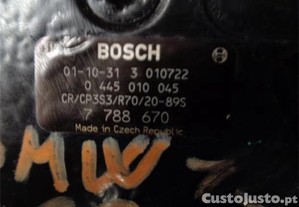 BOSCH
01-10-31 3 010722
0 445 010 045
CR/CP3S3/R70/20-89S
7 788 670
Made in Czech Republic
BMW
CustoJusto.pt